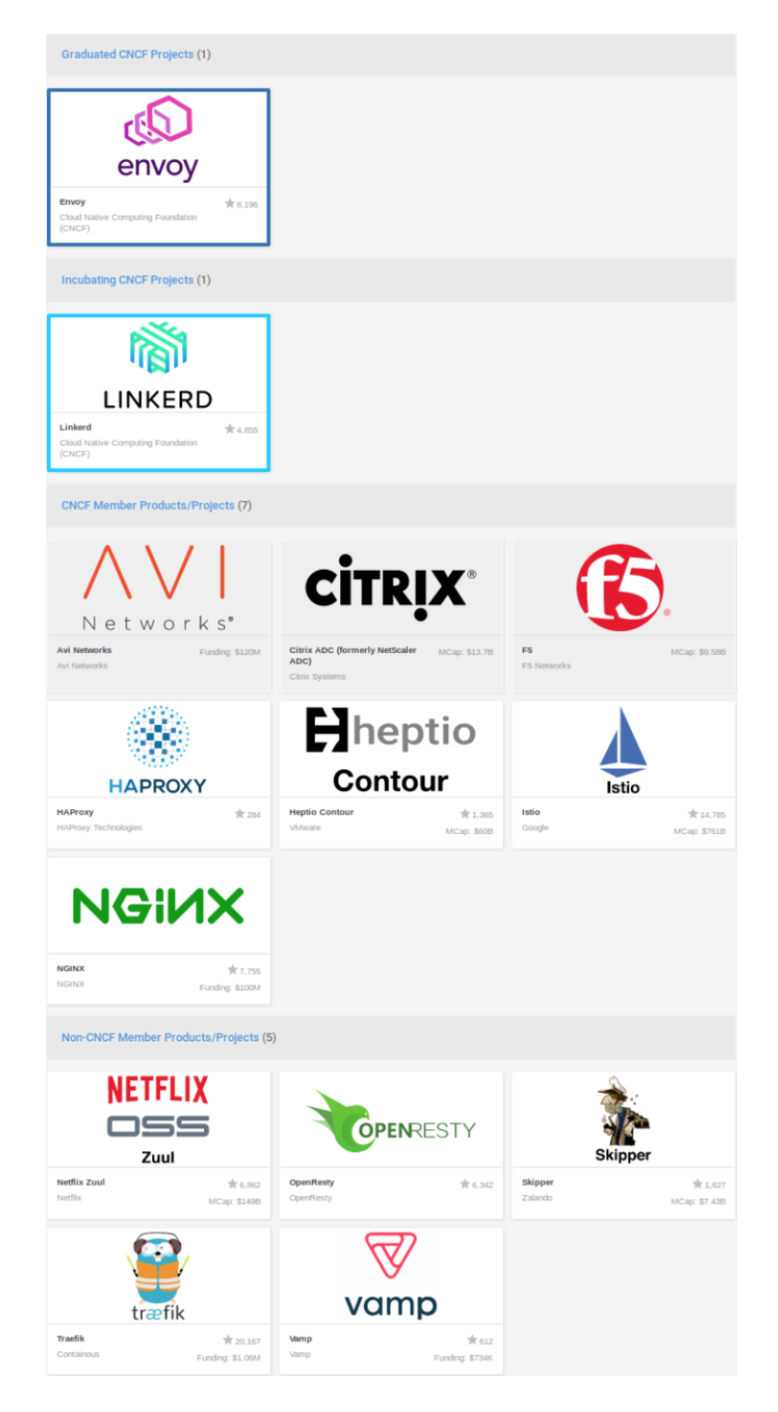 Graduated CNCF Projects (1)
envoy
Envoy ★ 8,196
Cloud Native Computing Foundation
(CNCF)
Incubating CNCF Projects (1)
LINKERD
Linkerd ★ 4,855
Cloud Native Computing Foundation
(CNCF)
CNCF Member Products/Projects (7)
AVI
Networks®
Avi Networks Funding: $120M
Avi Networks
CITRIX®
Citrix ADC (formerly NetScaler MCap: $13.7B
ADC)
Citrix Systems
f5®
F5 MCap: $9.58B
F5 Networks
HAPROXY
HAProxy ★ 284
HAProxy Technologies
heptio
Contour
Heptio Contour ★ 1,365
VMware MCap: $60B
Istio
Istio ★ 14,785
Google MCap: $761B
NGINX
NGINX ★ 7,755
NGINX Funding: $100M
Non-CNCF Member Products/Projects (5)
NETFLIX
OSS
Zuul
Netflix Zuul ★ 6,862
Netflix MCap: $149B
OPENRESTY
OpenResty ★ 6,342
OpenResty
Skipper
Skipper ★ 1,627
Zalando MCap: $7.43B
træfik
Traefik ★ 20,167
Containous Funding: $1.06M
vamp
Vamp ★ 612
Vamp Funding: $734K